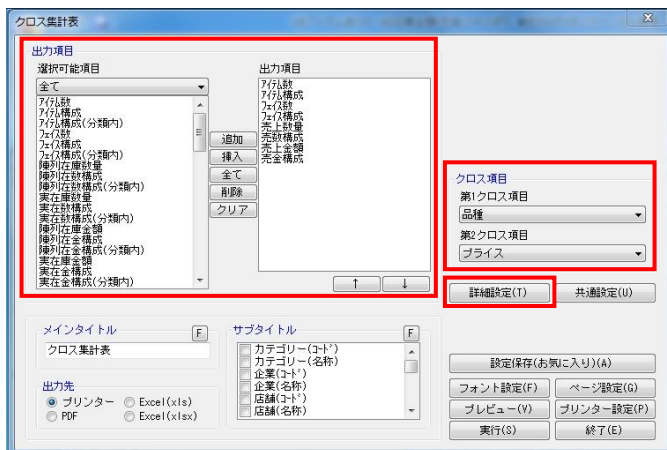 クロス集計表
出力項目
選択可能項目
全て
アイテム数
アイテム構成
アイテム構成(分類内)
フェイス数
フェイス構成
フェイス構成(分類内)
陳列在庫数量
陳列在数構成
陳列在数構成(分類内)
実在庫数量
実在数構成
実在数構成(分類内)
陳列在庫金額
陳列在金構成
陳列在金構成(分類内)
実在庫金額
実在金構成
実在金構成(分類内)
追加
挿入
全て
削除
クリア
出力項目
アイテム数
アイテム構成
フェイス数
フェイス構成
売上数量
売数構成
売上金額
売金構成
↑
↓
クロス項目
第1クロス項目
品種
第2クロス項目
プライス
詳細設定(T)
共通設定(U)
メインタイトル
F
クロス集計表
出力先
プリンター
Excel(xls)
PDF
Excel(xlsx)
サブタイトル
F
カテゴリー(コード)
カテゴリー(名称)
企業(コード)
企業(名称)
店舗(コード)
店舗(名称)
設定保存(お気に入り)(A)
フォント設定(F)
ページ設定(G)
プレビュー(V)
プリンター設定(P)
実行(S)
終了(E)